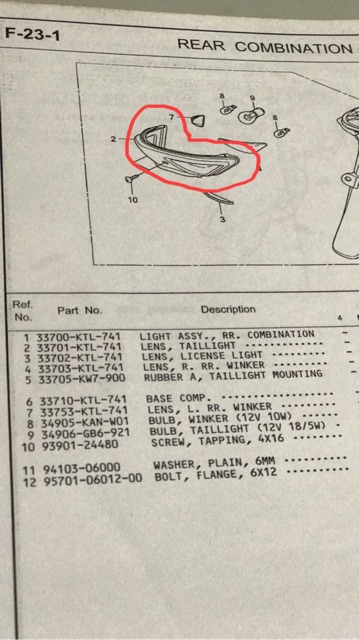 F-23-1
REAR COMBINATION
8
9
7
8
2
4
10
3
Ref. No.
Part No.
Description
4
1 33700-KTL-741 LIGHT ASSY., RR. COMBINATION -
2 33701-KTL-741 LENS, TAILLIGHT ----------
3 33702-KTL-741 LENS, LICENSE LIGHT ----------
4 33703-KTL-741 LENS, R. RR. WINKER ----------
5 33705-KW7-900 RUBBER A, TAILLIGHT MOUNTING
6 33710-KTL-741 BASE COMP. ----------
7 33753-KTL-741 LENS, L. RR. WINKER ----------
8 34905-KAN-W01 BULB, WINKER (12V 10W) ----------
9 34906-GB6-921 BULB, TAILLIGHT (12V 18/5W) -
10 93901-24480 SCREW, TAPPING, 4X16 ----------
11 94103-06000 WASHER, PLAIN, 6MM ----------
12 95701-06012-00 BOLT, FLANGE, 6X12 ----------